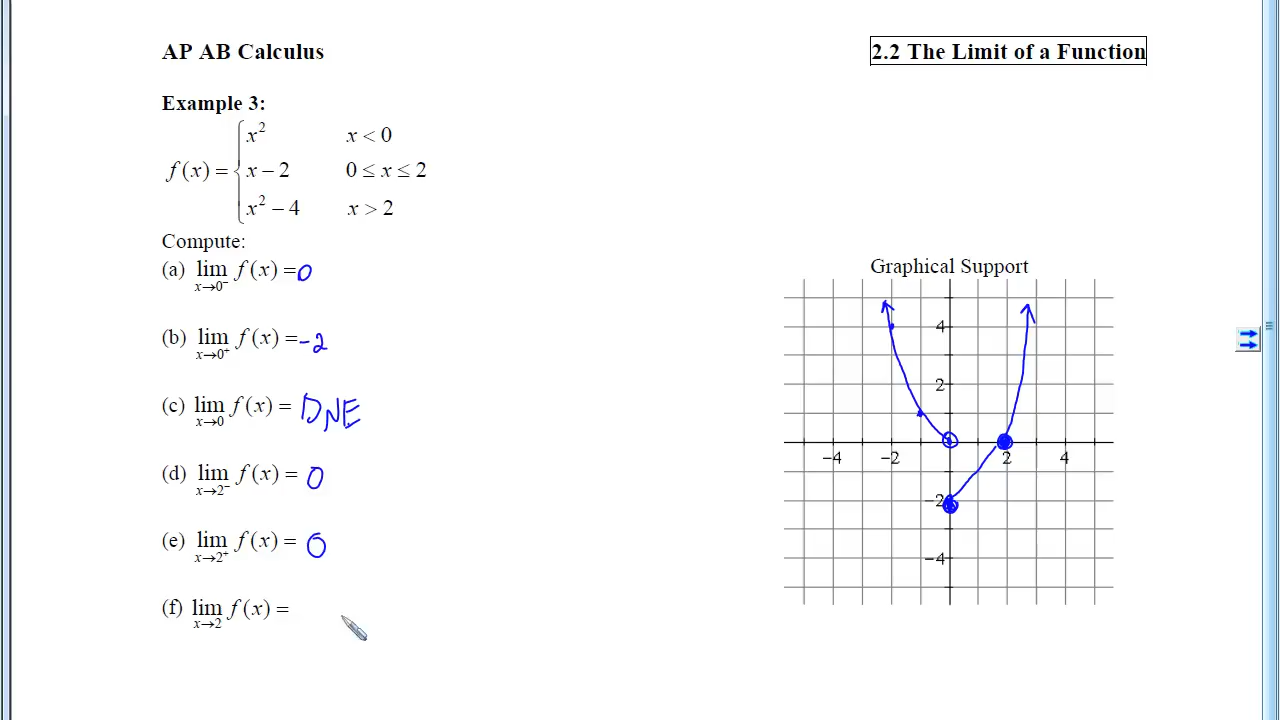 AP AB Calculus
2.2 The Limit of a Function
Example 3:
f(x) = { x² x < 0
x − 2 0 ≤ x ≤ 2
x² − 4 x > 2
Compute:
(a) lim x→0⁻ f(x) = 0
(b) lim x→0⁺ f(x) = -2
(c) lim x→0 f(x) = DNE
(d) lim x→2⁻ f(x) = 0
(e) lim x→2⁺ f(x) = 0
(f) lim x→2 f(x) =
Graphical Support
4
2
−4 −2 2 4
−2
−4